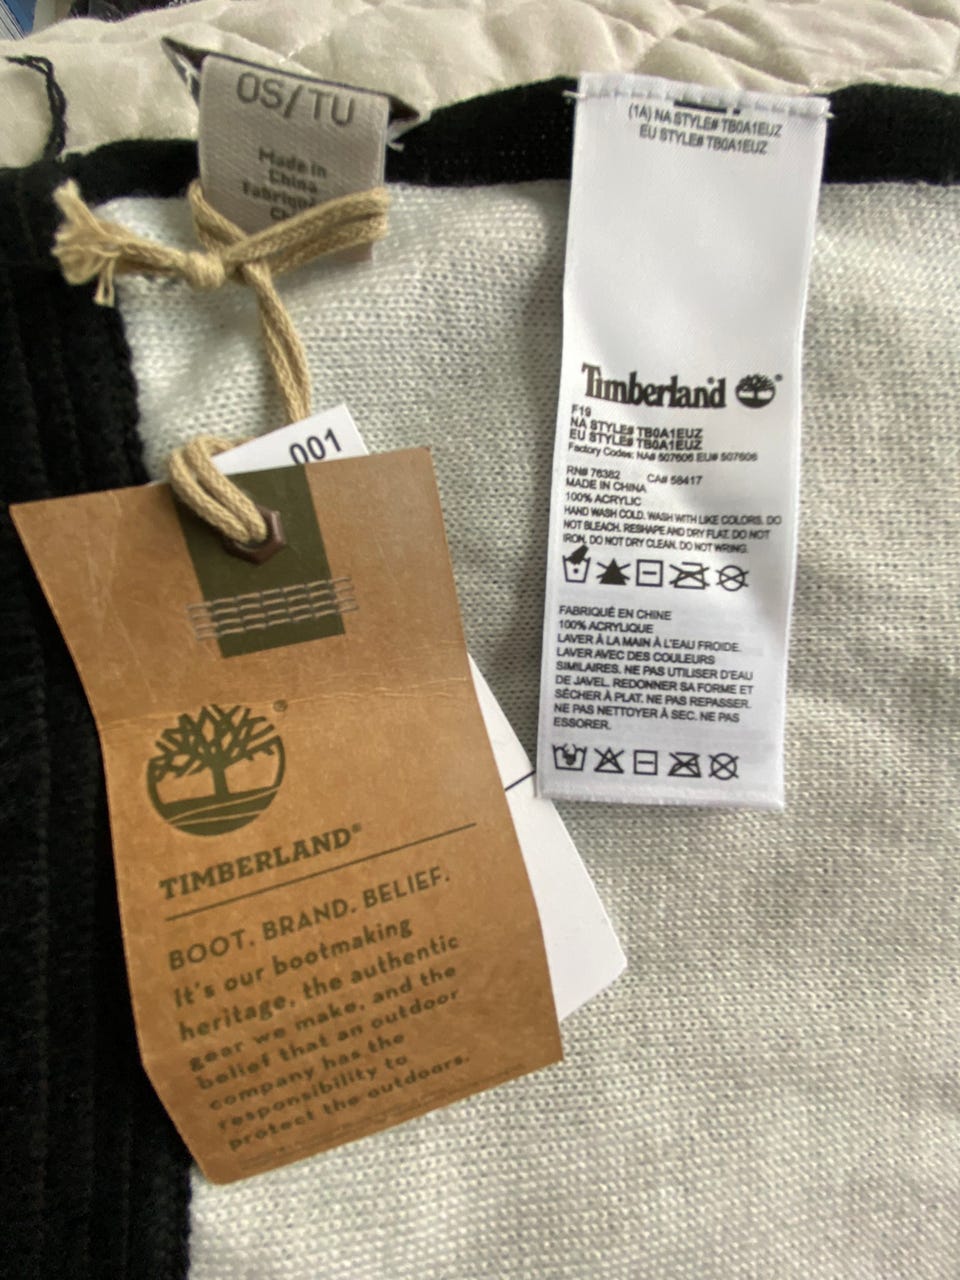 OS/TU
Made in
China
Fabriqué
(1A) NA STYLE# TB0A1EUZ
EU STYLE# TB0A1EUZ
Timberland ®
F19
NA STYLE# TB0A1EUZ
EU STYLE# TB0A1EUZ
Factory Codes: NA# 507606 EU# 507606
RN# 76382 CA# 58417
MADE IN CHINA
100% ACRYLIC
HAND WASH COLD. WASH WITH LIKE COLORS. DO
NOT BLEACH. RESHAPE AND DRY FLAT. DO NOT
IRON. DO NOT DRY CLEAN. DO NOT WRING.
FABRIQUÉ EN CHINE
100% ACRYLIQUE
LAVER À LA MAIN À L'EAU FROIDE.
LAVER AVEC DES COULEURS
SIMILAIRES. NE PAS UTILISER D'EAU
DE JAVEL. REDONNER SA FORME ET
SÉCHER À PLAT. NE PAS REPASSER.
NE PAS NETTOYER À SEC. NE PAS
ESSORER.
001
®
TIMBERLAND®
BOOT. BRAND. BELIEF.
It's our bootmaking
heritage, the authentic
gear we make, and the
belief that an outdoor
company has the
responsibility to
protect the outdoors.